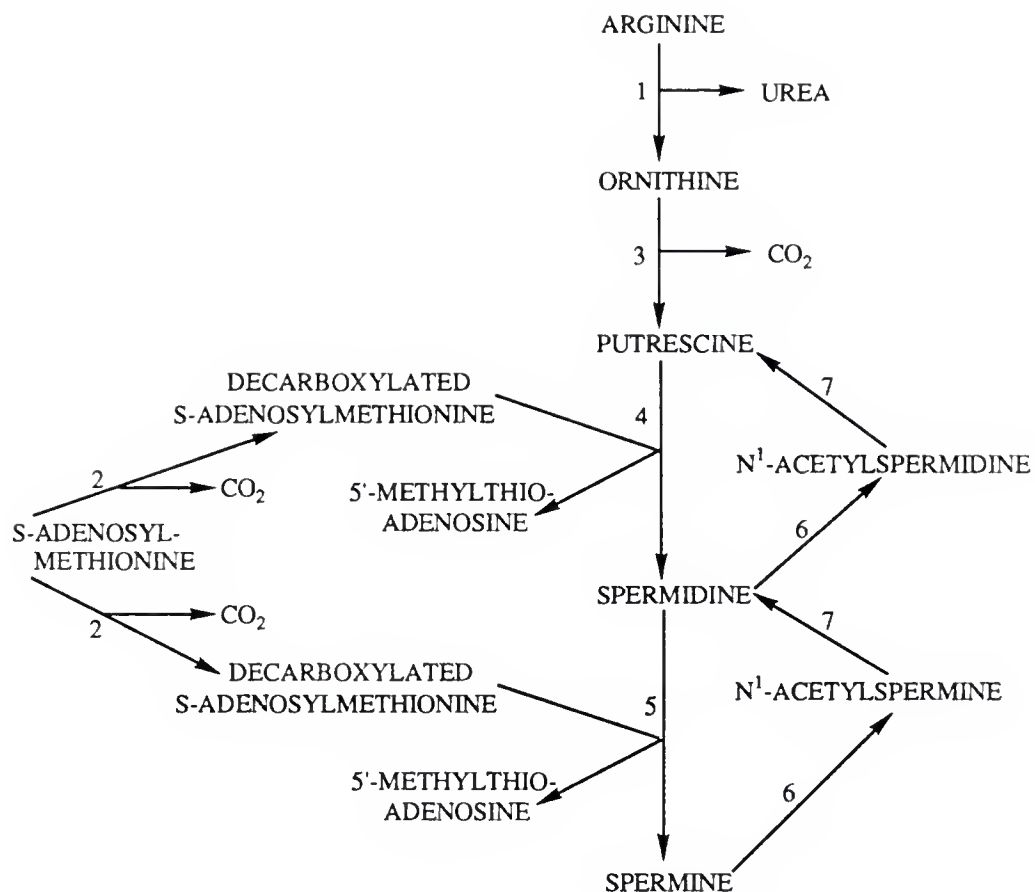 ARGININE
1
UREA
ORNITHINE
3
CO₂
PUTRESCINE
7
DECARBOXYLATED
S-ADENOSYLMETHIONINE
4
N¹-ACETYLSPERMIDINE
2
CO₂
5'-METHYLTHIO-
ADENOSINE
S-ADENOSYL-
METHIONINE
6
SPERMIDINE
CO₂
2
7
DECARBOXYLATED
S-ADENOSYLMETHIONINE
5
N¹-ACETYLSPERMINE
5'-METHYLTHIO-
ADENOSINE
6
SPERMINE